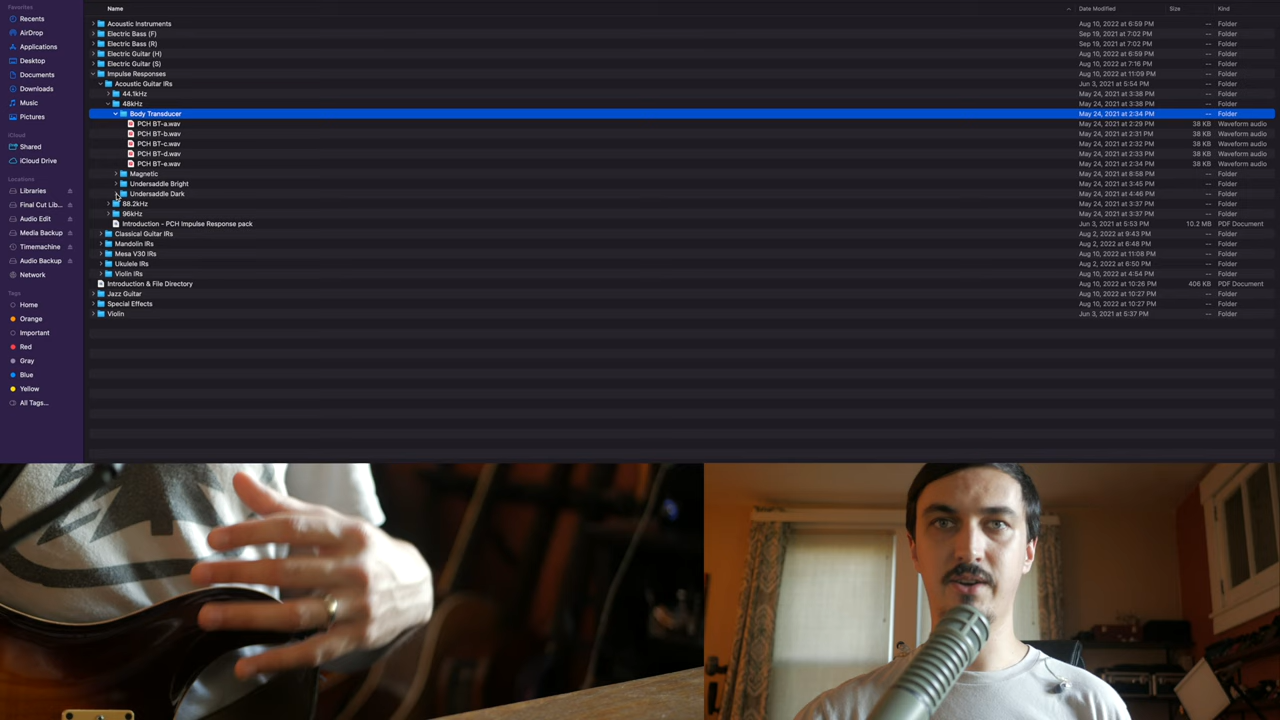 Favorites
Recents
AirDrop
Applications
Desktop
Documents
Downloads
Music
Pictures
iCloud
Shared
iCloud Drive
Locations
Libraries
Final Cut Lib...
Audio Edit
Media Backup
Timemachine
Audio Backup
Network
Tags
Home
Orange
Important
Red
Gray
Blue
Yellow
All Tags...
Name Date Modified Size Kind
Acoustic Instruments Aug 10, 2022 at 6:59 PM -- Folder
Electric Bass (F) Sep 19, 2021 at 7:02 PM -- Folder
Electric Bass (R) Sep 19, 2021 at 7:02 PM -- Folder
Electric Guitar (H) Aug 10, 2022 at 6:59 PM -- Folder
Electric Guitar (S) Aug 10, 2022 at 7:16 PM -- Folder
Impulse Responses Aug 10, 2022 at 11:09 PM -- Folder
Acoustic Guitar IRs Jun 3, 2021 at 5:54 PM -- Folder
44.1kHz May 24, 2021 at 3:38 PM -- Folder
48kHz May 24, 2021 at 3:38 PM -- Folder
Body Transducer May 24, 2021 at 2:34 PM -- Folder
PCH BT-a.wav May 24, 2021 at 2:29 PM 38 KB Waveform audio
PCH BT-b.wav May 24, 2021 at 2:31 PM 38 KB Waveform audio
PCH BT-c.wav May 24, 2021 at 2:32 PM 38 KB Waveform audio
PCH BT-d.wav May 24, 2021 at 2:33 PM 38 KB Waveform audio
PCH BT-e.wav May 24, 2021 at 2:34 PM 38 KB Waveform audio
Magnetic May 24, 2021 at 8:58 PM -- Folder
Undersaddle Bright May 24, 2021 at 3:45 PM -- Folder
Undersaddle Dark May 24, 2021 at 4:46 PM -- Folder
88.2kHz May 24, 2021 at 3:37 PM -- Folder
96kHz May 24, 2021 at 3:37 PM -- Folder
Introduction - PCH Impulse Response pack Jun 3, 2021 at 5:53 PM 10.2 MB PDF Document
Classical Guitar IRs Aug 2, 2022 at 9:43 PM -- Folder
Mandolin IRs Aug 2, 2022 at 6:48 PM -- Folder
Mesa V30 IRs Aug 10, 2022 at 11:08 PM -- Folder
Ukulele IRs Aug 2, 2022 at 6:50 PM -- Folder
Violin IRs Aug 10, 2022 at 4:54 PM -- Folder
Introduction & File Directory Aug 10, 2022 at 10:26 PM 406 KB PDF Document
Jazz Guitar Aug 10, 2022 at 10:27 PM -- Folder
Special Effects Aug 10, 2022 at 10:27 PM -- Folder
Violin Jun 3, 2021 at 5:37 PM -- Folder